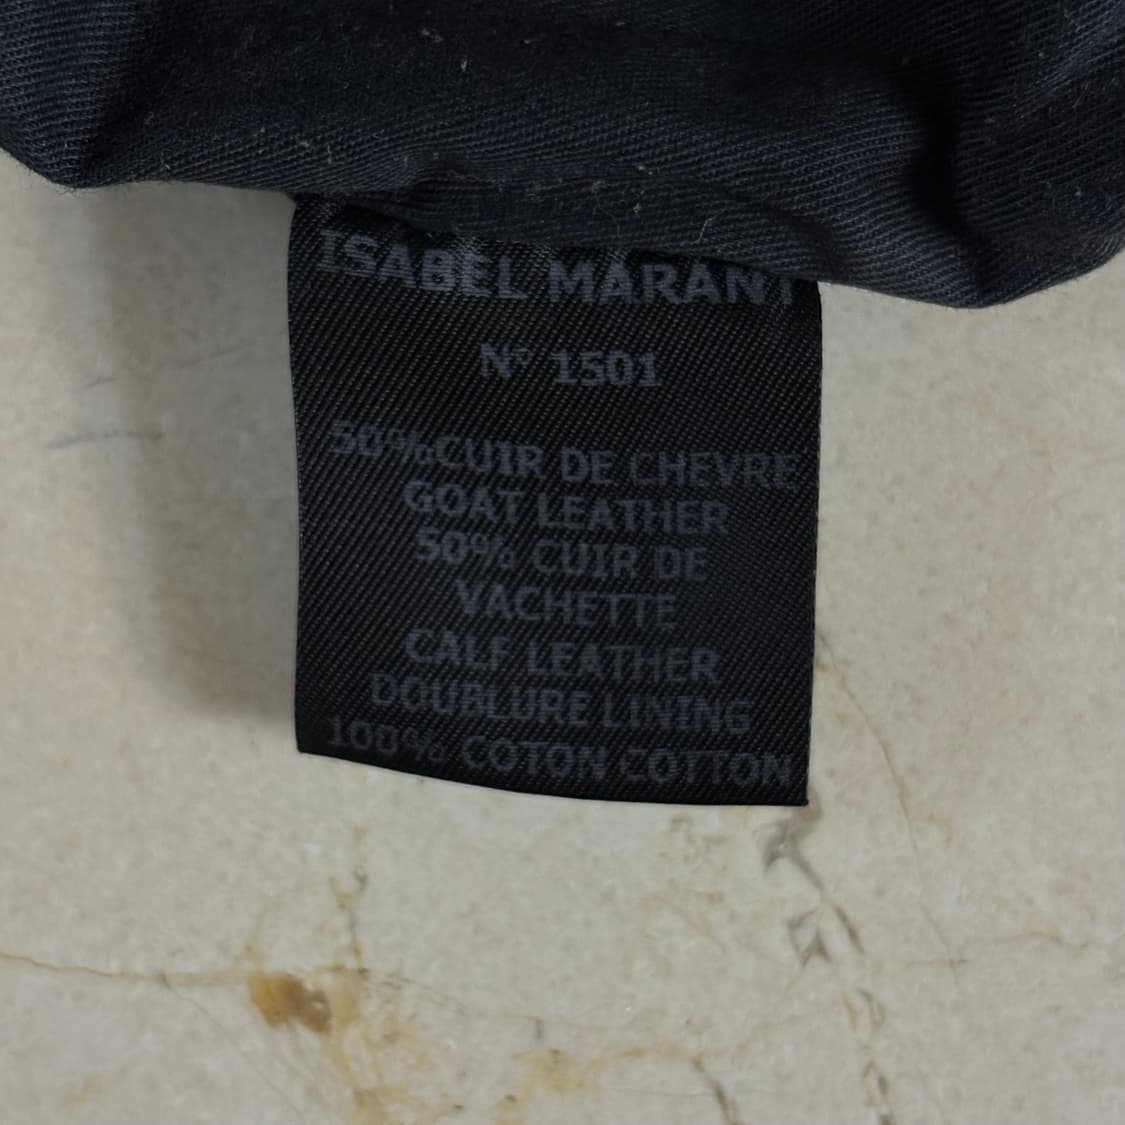 ISABEL MARANT
N° 1501
50%CUIR DE CHEVRE
GOAT LEATHER
50% CUIR DE
VACHETTE
CALF LEATHER
DOUBLURE LINING
100% COTON COTTON